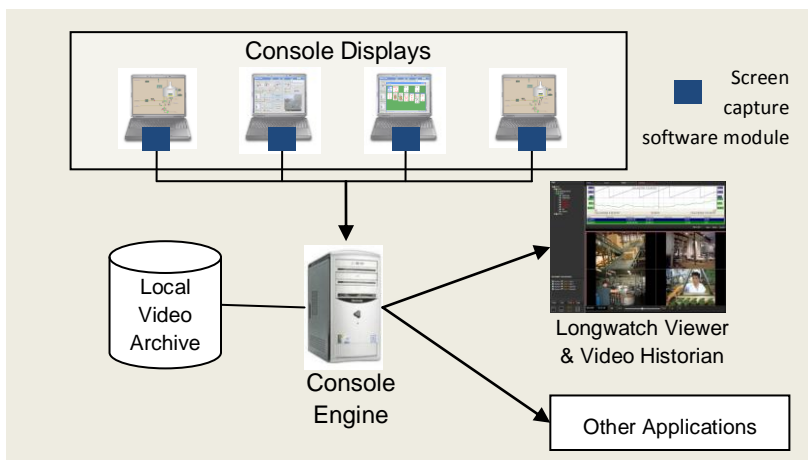 Console Displays
Screen
capture
software module
Local
Video
Archive
Console
Engine
Longwatch Viewer
& Video Historian
Other Applications